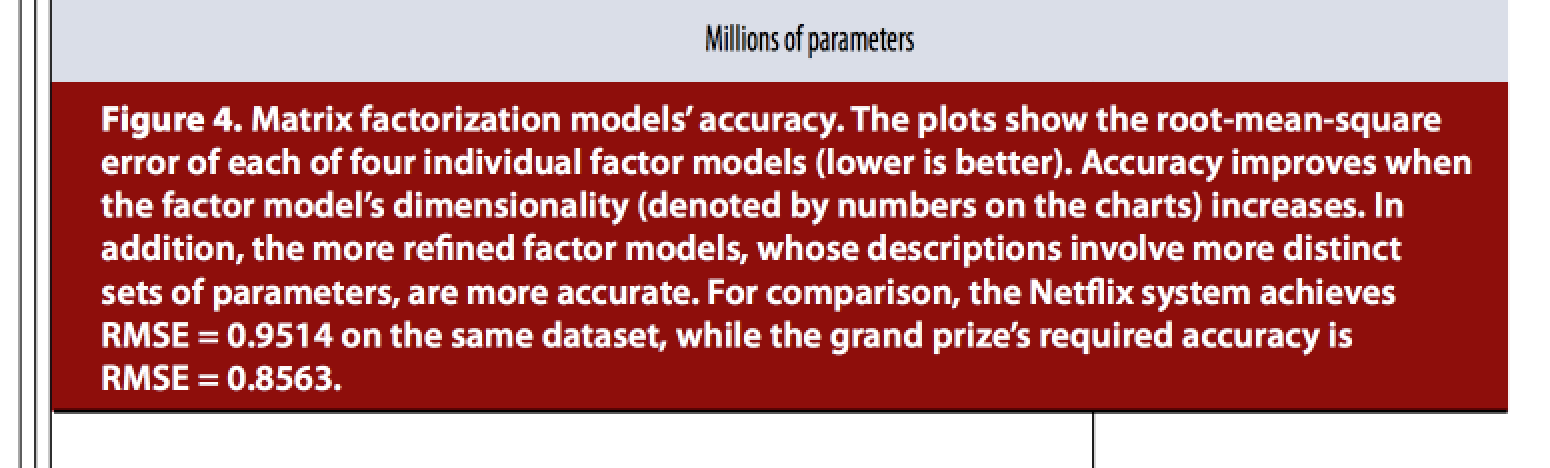 Millions of parameters
Figure 4. Matrix factorization models’ accuracy. The plots show the root-mean-square
error of each of four individual factor models (lower is better). Accuracy improves when
the factor model’s dimensionality (denoted by numbers on the charts) increases. In
addition, the more refined factor models, whose descriptions involve more distinct
sets of parameters, are more accurate. For comparison, the Netflix system achieves
RMSE = 0.9514 on the same dataset, while the grand prize’s required accuracy is
RMSE = 0.8563.